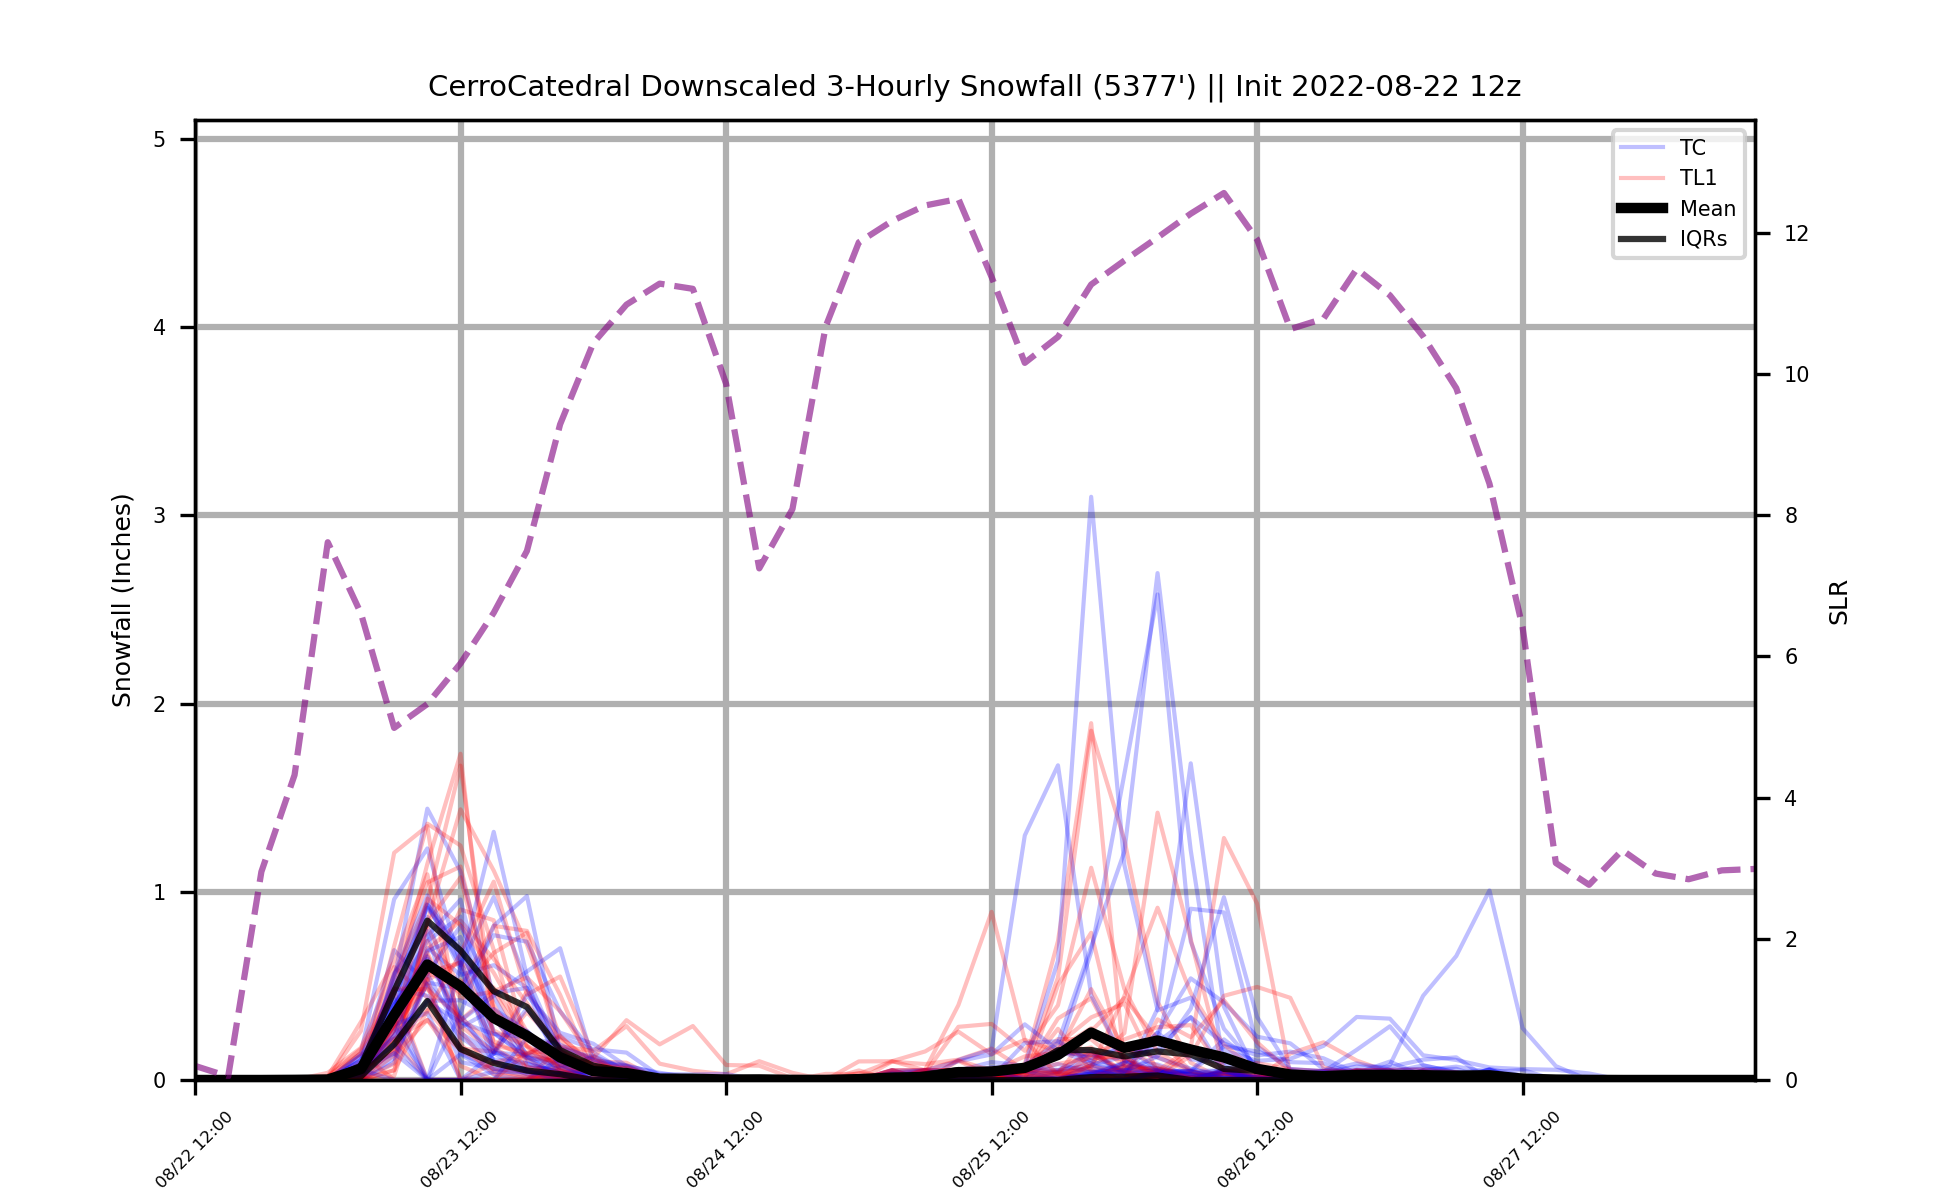 CerroCatedral Downscaled 3-Hourly Snowfall (5377') || Init 2022-08-22 12z
TC
TL1
Mean
IQRs
Snowfall (Inches)
5
4
3
2
1
0
SLR
12
10
8
6
4
2
0
08/22 12:00
08/23 12:00
08/24 12:00
08/25 12:00
08/26 12:00
08/27 12:00